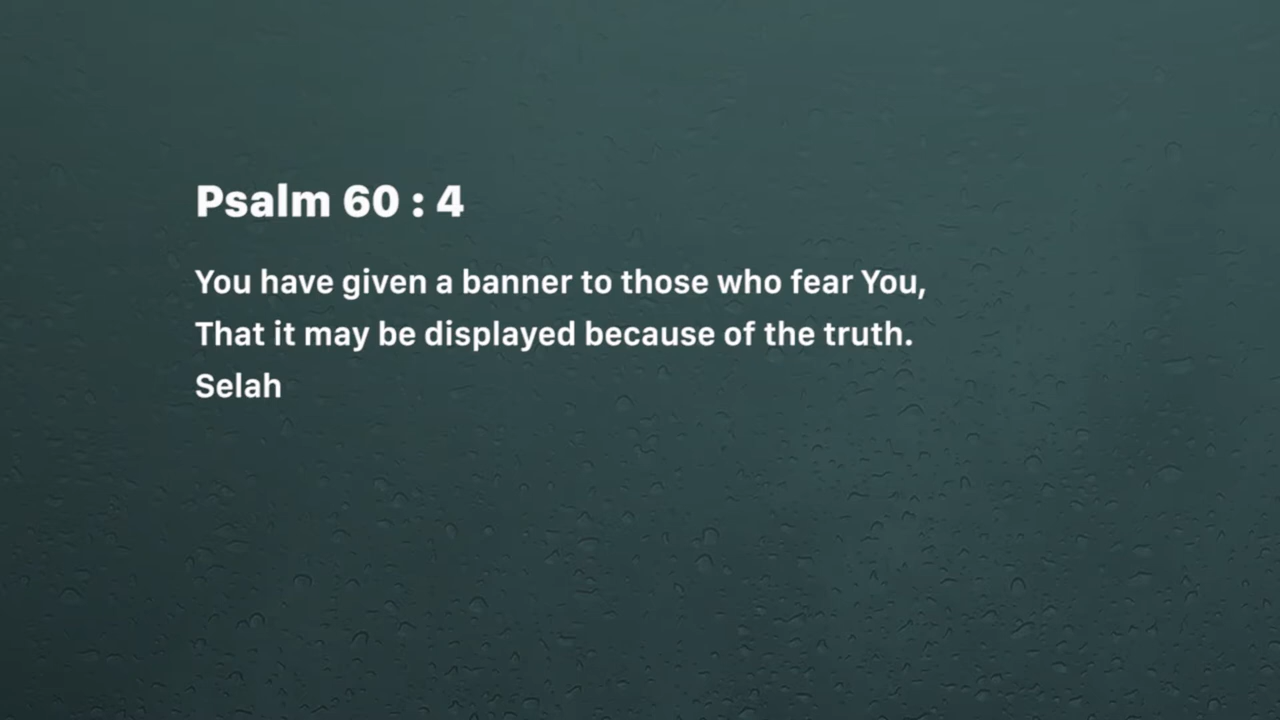 Psalm 60 : 4
You have given a banner to those who fear You,
That it may be displayed because of the truth.
Selah